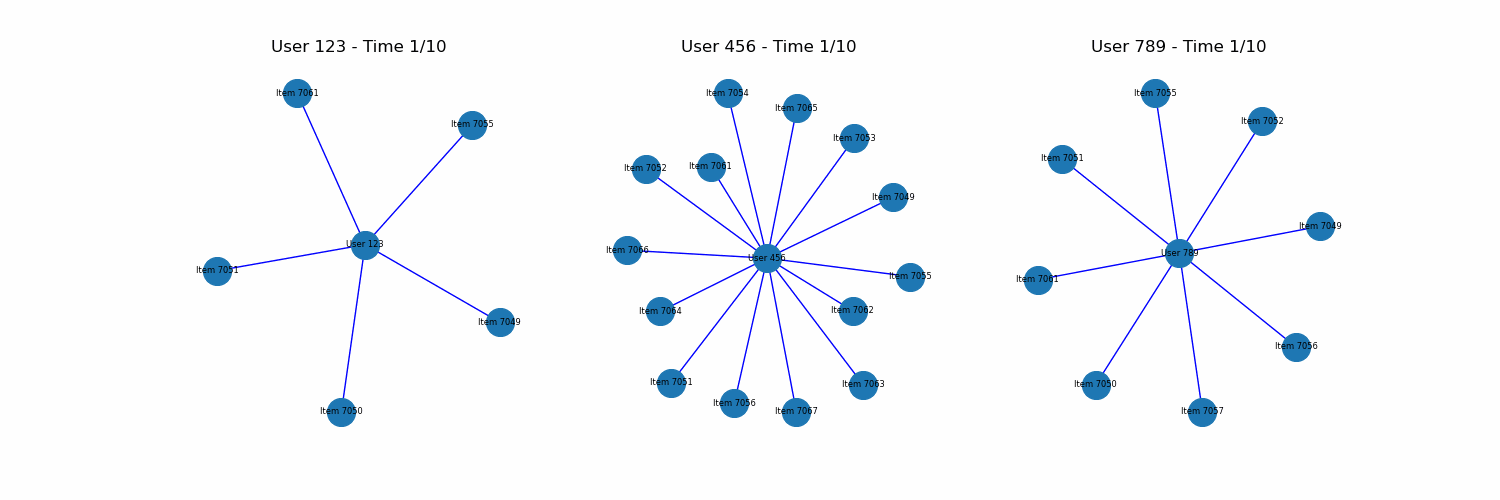 User 123 - Time 1/10
Item 7061
Item 7055
User 123
Item 7051
Item 7049
Item 7050
User 456 - Time 1/10
Item 7054
Item 7065
Item 7053
Item 7052
Item 7061
Item 7049
Item 7066
User 456
Item 7055
Item 7064
Item 7062
Item 7051
Item 7063
Item 7056
Item 7067
User 789 - Time 1/10
Item 7055
Item 7052
Item 7051
Item 7049
User 789
Item 7061
Item 7056
Item 7050
Item 7057